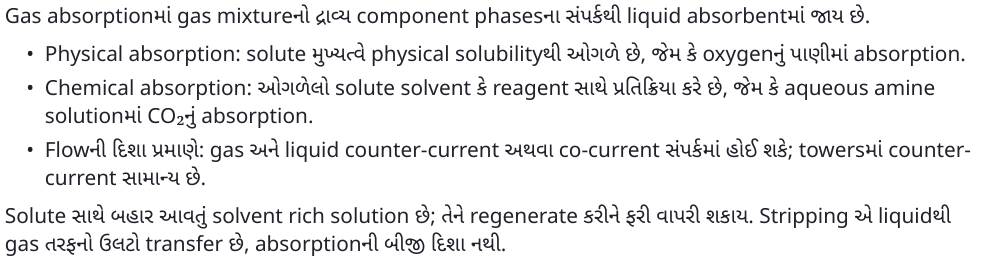 Gas absorptionમાં gas mixtureનો દ્રાવ્ય component phasesના સંપર્કથી liquid absorbentમાં જાય છે.
• Physical absorption: solute મુખ્યત્વે physical solubilityથી ઓગળે છે, જેમ કે oxygenનું પાણીમાં absorption.
• Chemical absorption: ઓગળેલો solute solvent કે reagent સાથે પ્રતિક્રિયા કરે છે, જેમ કે aqueous amine
solutionમાં CO₂નું absorption.
• Flowની દિશા પ્રમાણે: gas અને liquid counter-current અથવા co-current સંપર્કમાં હોઈ શકે; towersમાં counter-
current સામાન્ય છે.
Solute સાથે બહાર આવતું solvent rich solution છે; તેને regenerate કરીને ફરી વાપરી શકાય. Stripping એ liquidથી
gas તરફનો ઉલટો transfer છે, absorptionની બીજી દિશા નથી.